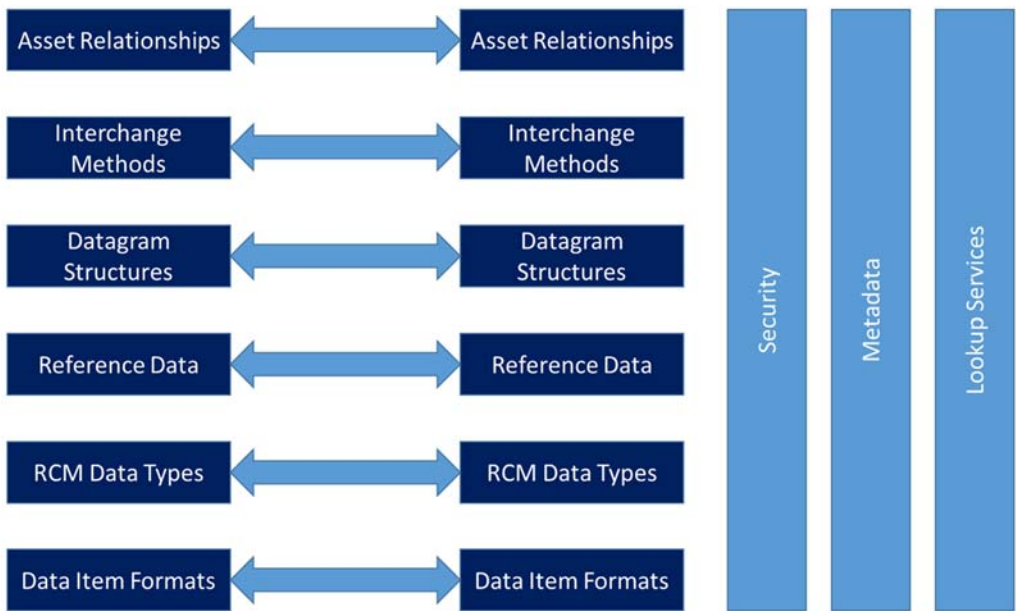 Asset Relationships
Asset Relationships
Interchange
Methods
Interchange
Methods
Datagram
Structures
Datagram
Structures
Reference Data
Reference Data
RCM Data Types
RCM Data Types
Data Item Formats
Data Item Formats
Security
Metadata
Lookup Services